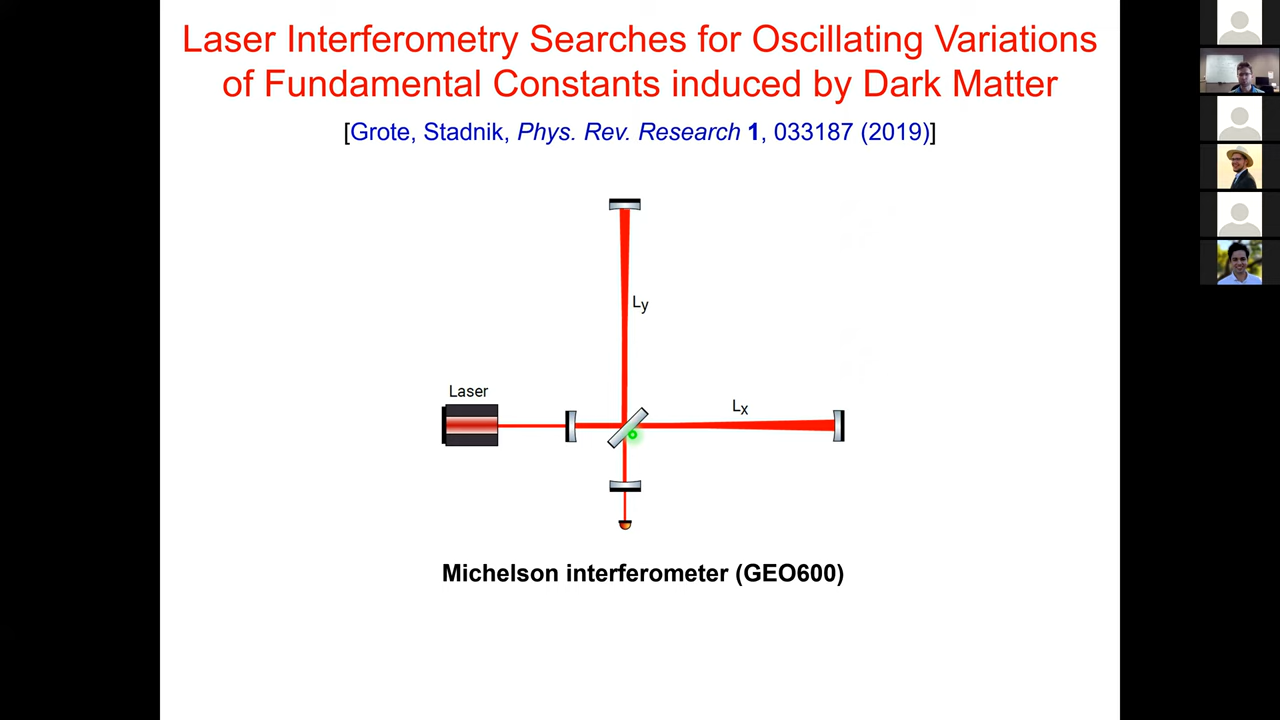 Laser Interferometry Searches for Oscillating Variations
of Fundamental Constants induced by Dark Matter
[Grote, Stadnik, Phys. Rev. Research 1, 033187 (2019)]
Ly
Laser
Lx
Michelson interferometer (GEO600)